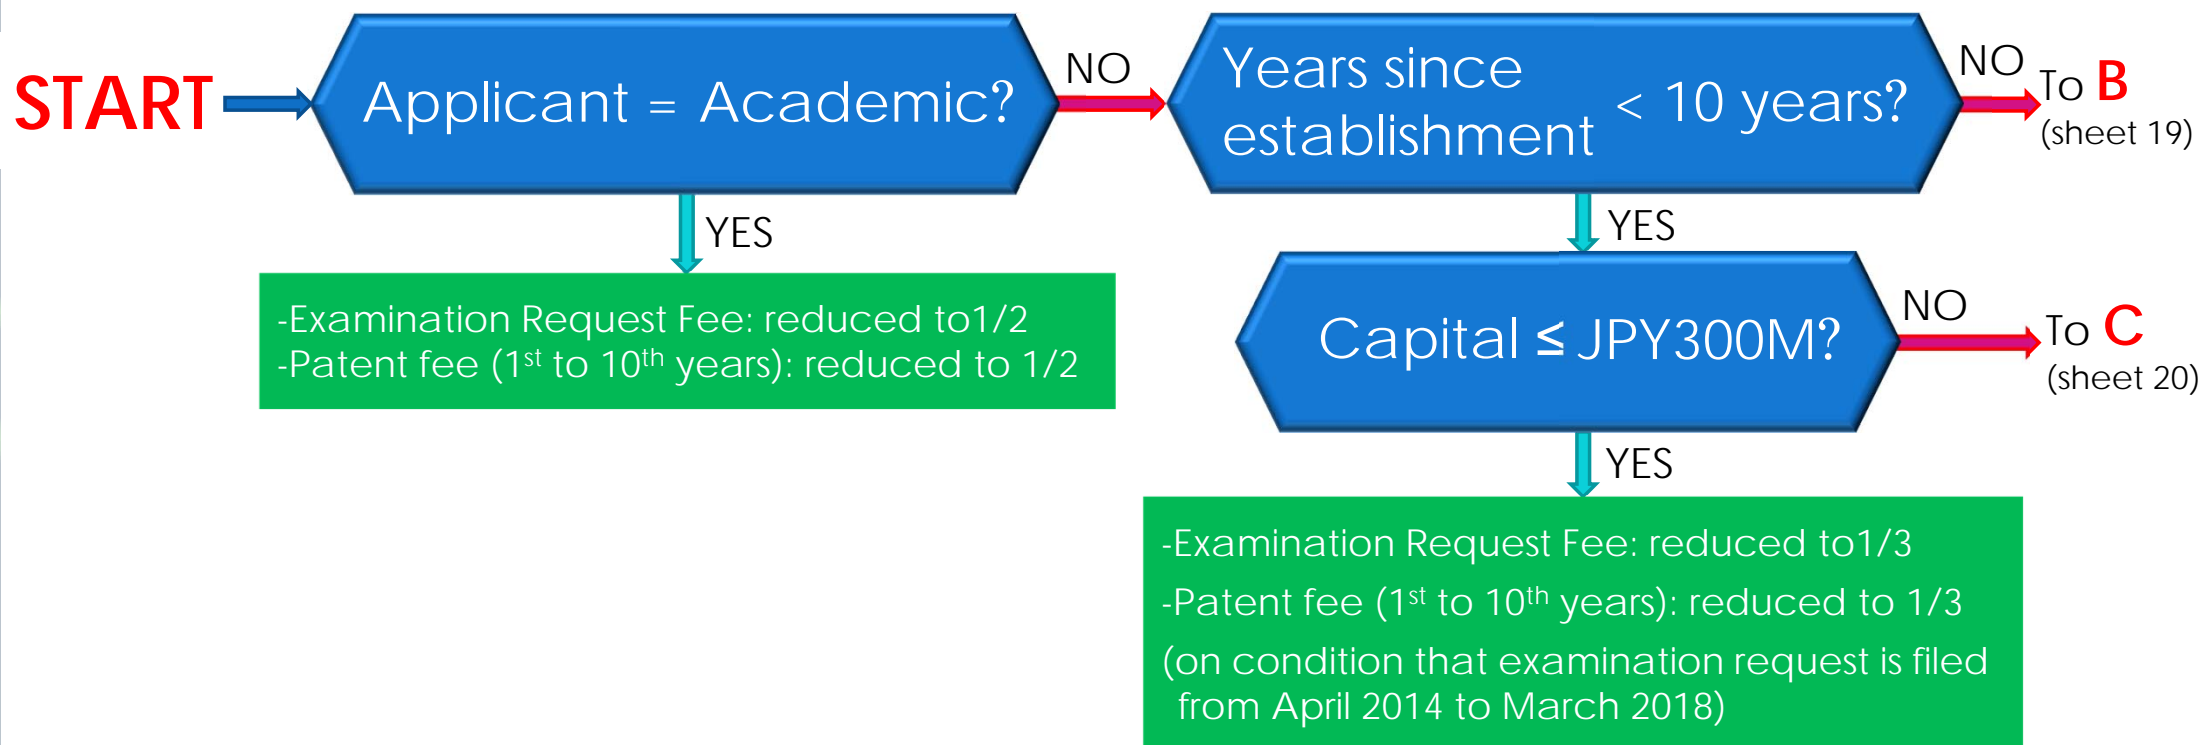 START
Applicant = Academic?
NO
Years since
establishment < 10 years?
NO
To B
(sheet 19)
YES
-Examination Request Fee: reduced to1/2
-Patent fee (1st to 10th years): reduced to 1/2
YES
Capital ≤ JPY300M?
NO
To C
(sheet 20)
YES
-Examination Request Fee: reduced to1/3
-Patent fee (1st to 10th years): reduced to 1/3
(on condition that examination request is filed
from April 2014 to March 2018)